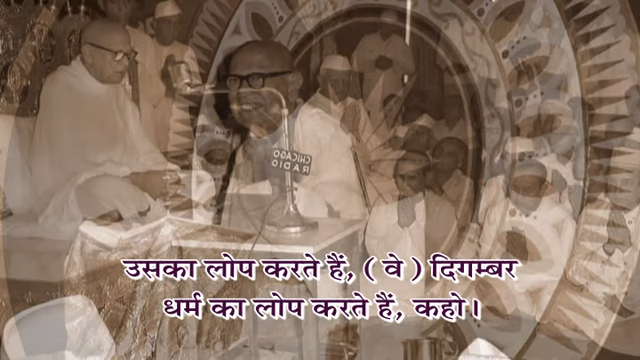 CHICAGO
RADIO
उसका लोप करते हैं, ( वे ) दिगम्बर
धर्म का लोप करते हैं, कहो।